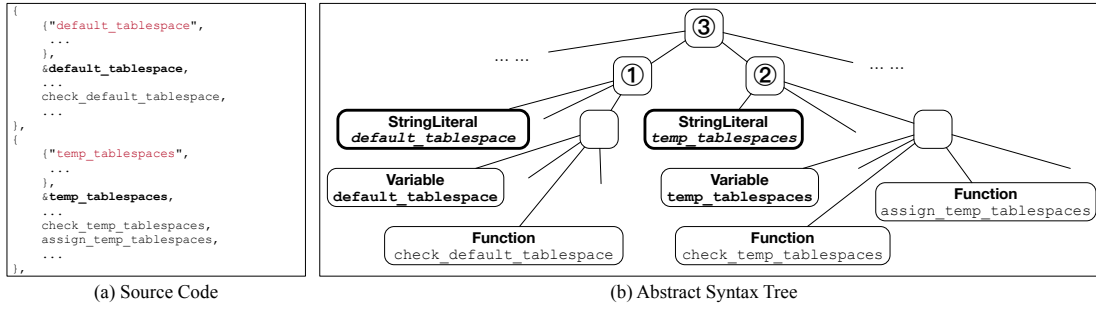 {
{"default_tablespace",
...
},
&default_tablespace,
...
check_default_tablespace,
...
},
{
{"temp_tablespaces",
...
},
&temp_tablespaces,
...
check_temp_tablespaces,
assign_temp_tablespaces,
...
},
(a) Source Code
③
... ...
... ...
①
②
StringLiteral
default_tablespace
StringLiteral
temp_tablespaces
Variable
default_tablespace
Variable
temp_tablespaces
Function
assign_temp_tablespaces
Function
check_default_tablespace
Function
check_temp_tablespaces
(b) Abstract Syntax Tree